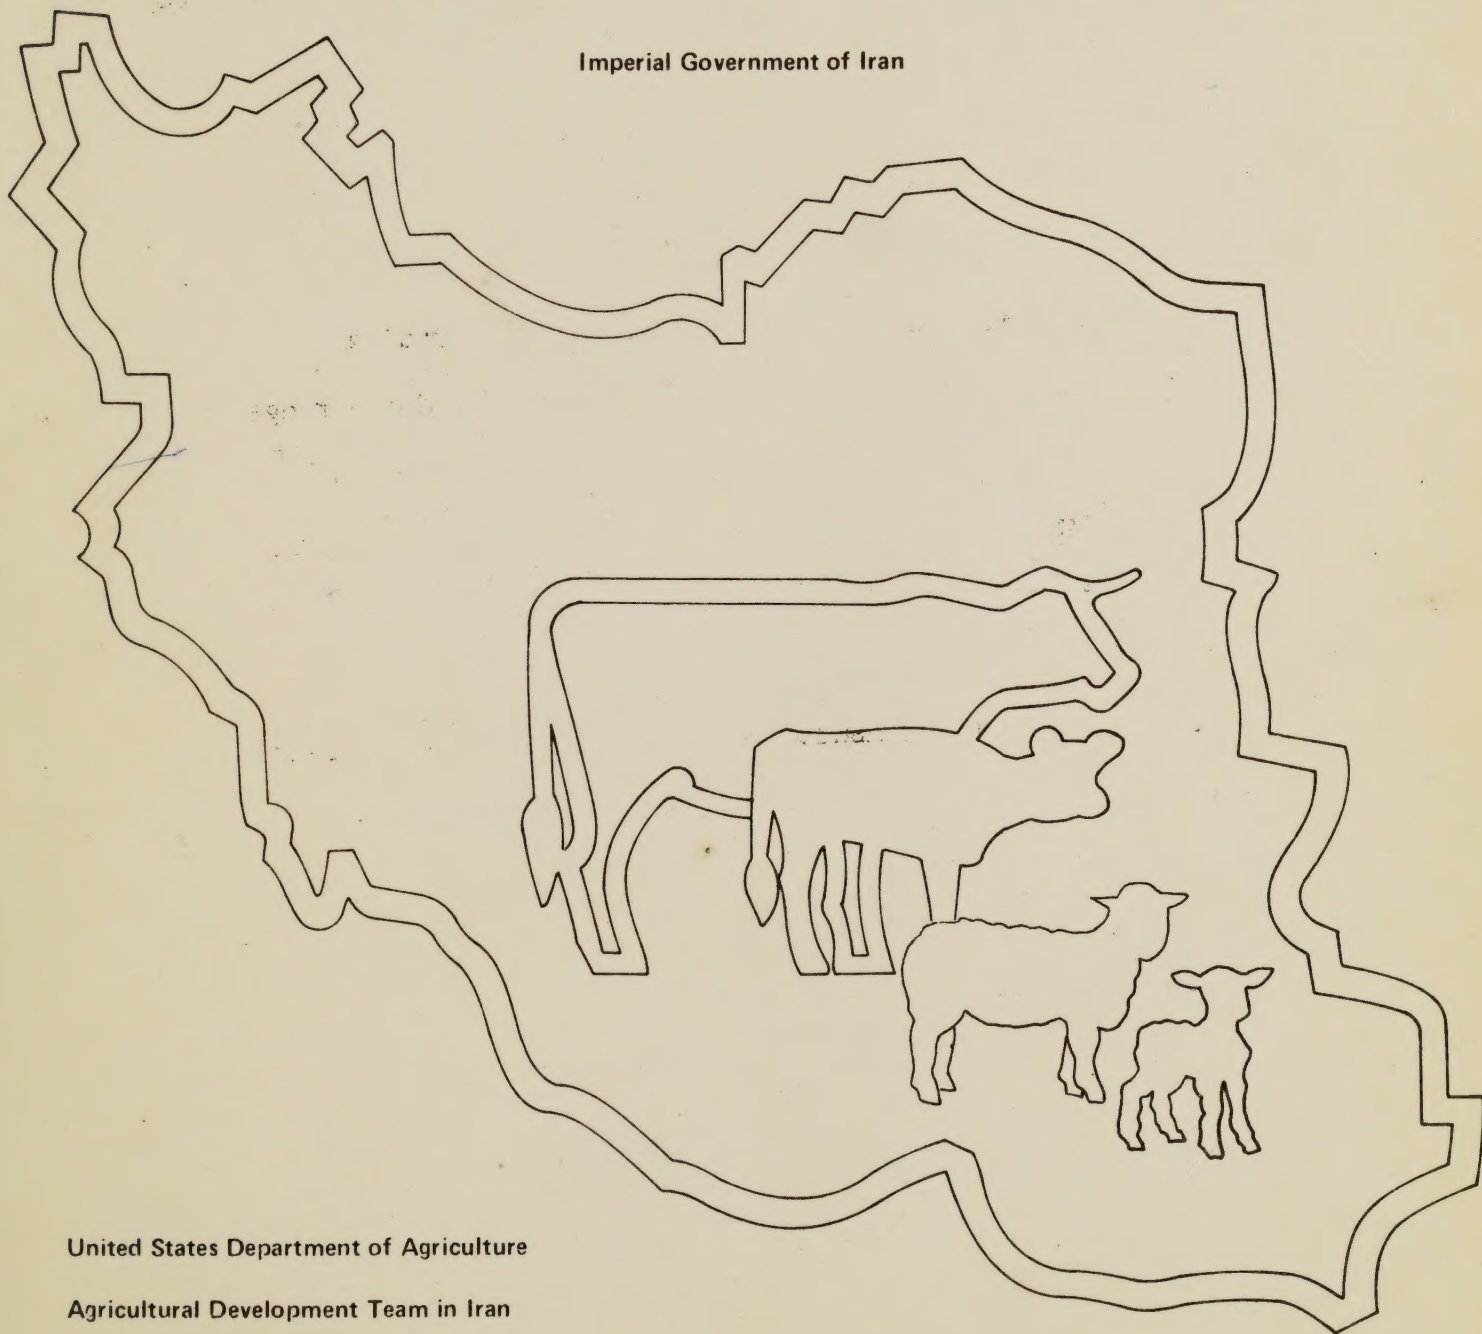 Imperial Government of Iran
United States Department of Agriculture
Agricultural Development Team in Iran